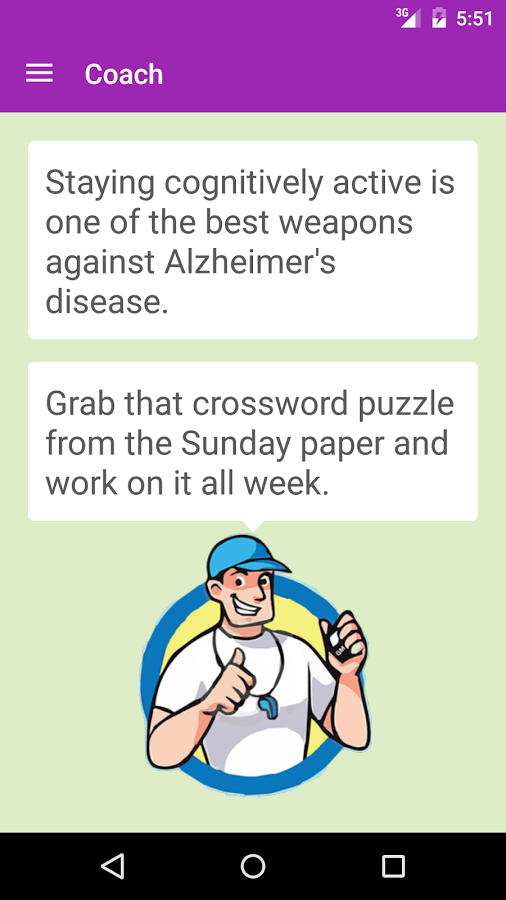 3G 5:51
Coach
Staying cognitively active is
one of the best weapons
against Alzheimer's
disease.
Grab that crossword puzzle
from the Sunday paper and
work on it all week.
GM